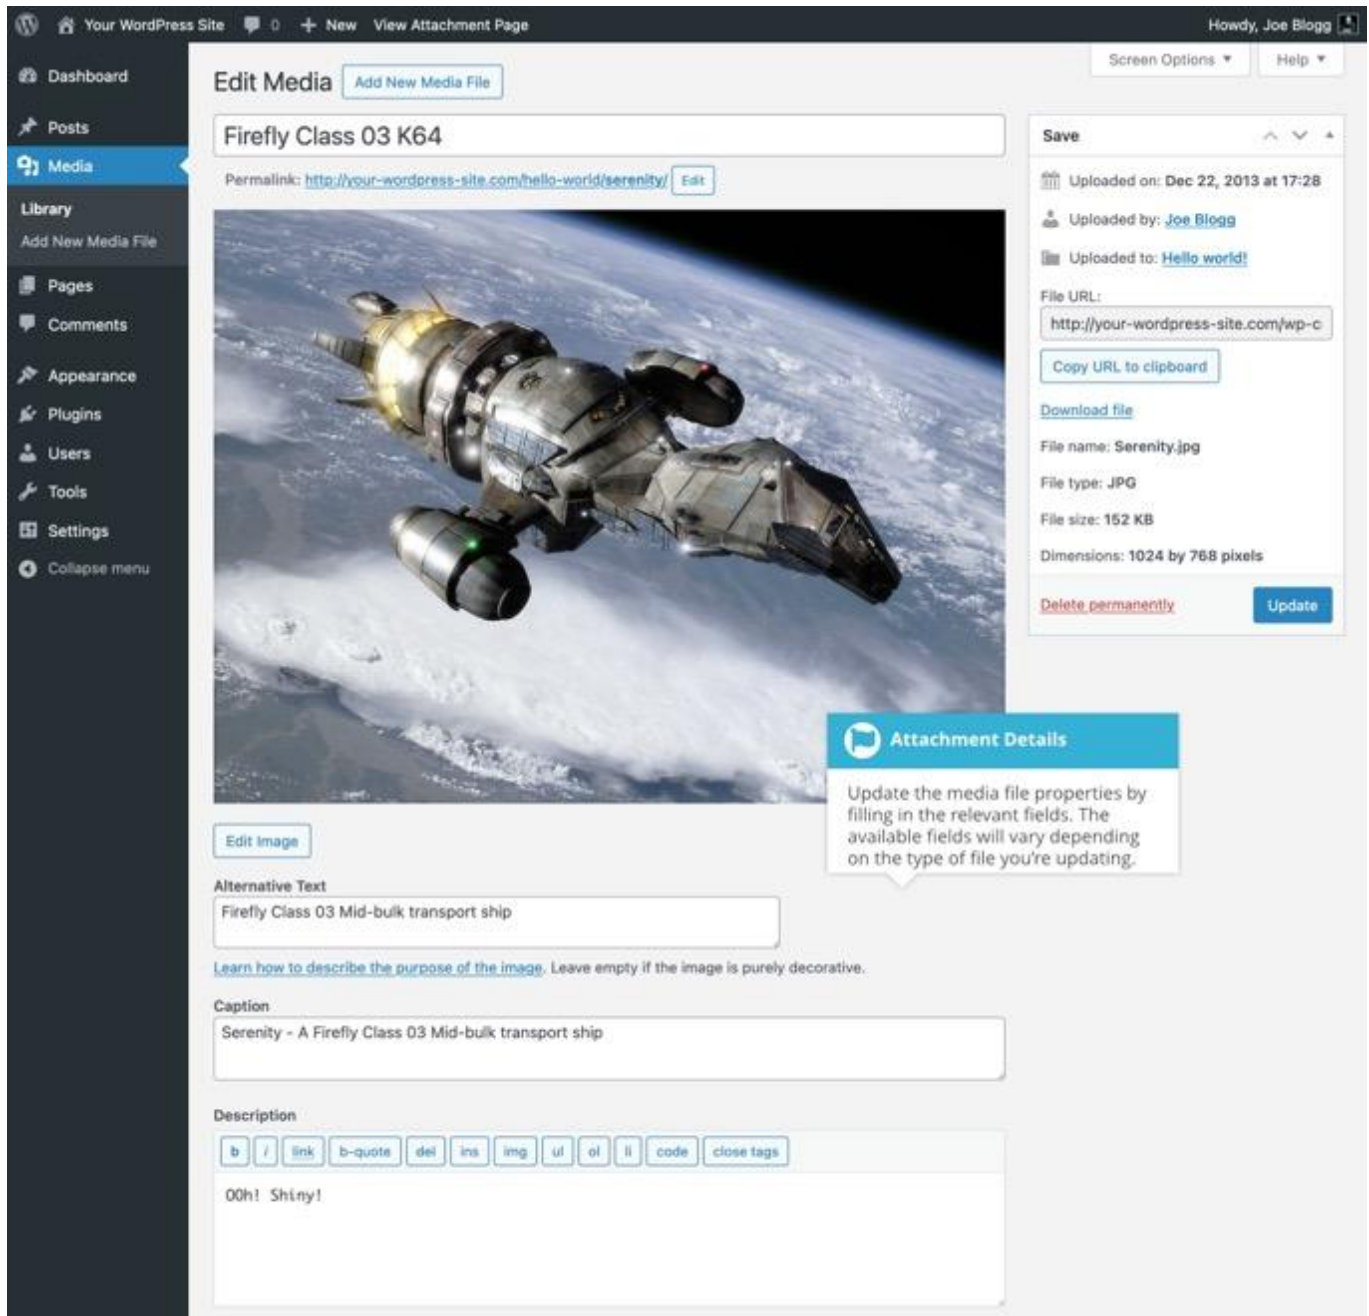 Your WordPress Site 0 + New View Attachment Page Howdy, Joe Blogg
Screen Options Help
Dashboard
Posts
Media
Library
Add New Media File
Pages
Comments
Appearance
Plugins
Users
Tools
Settings
Collapse menu
Edit Media Add New Media File
Firefly Class 03 K64
Permalink: http://your-wordpress-site.com/hello-world/serenity/ Edit
Save
Uploaded on: Dec 22, 2013 at 17:28
Uploaded by: Joe Blogg
Uploaded to: Hello world!
File URL:
http://your-wordpress-site.com/wp-c
Copy URL to clipboard
Download file
File name: Serenity.jpg
File type: JPG
File size: 152 KB
Dimensions: 1024 by 768 pixels
Delete permanently Update
Attachment Details
Update the media file properties by
filling in the relevant fields. The
available fields will vary depending
on the type of file you're updating.
Edit Image
Alternative Text
Firefly Class 03 Mid-bulk transport ship
Learn how to describe the purpose of the image. Leave empty if the image is purely decorative.
Caption
Serenity - A Firefly Class 03 Mid-bulk transport ship
Description
b i link b-quote del ins img ul ol li code close tags
OOh! Shiny!